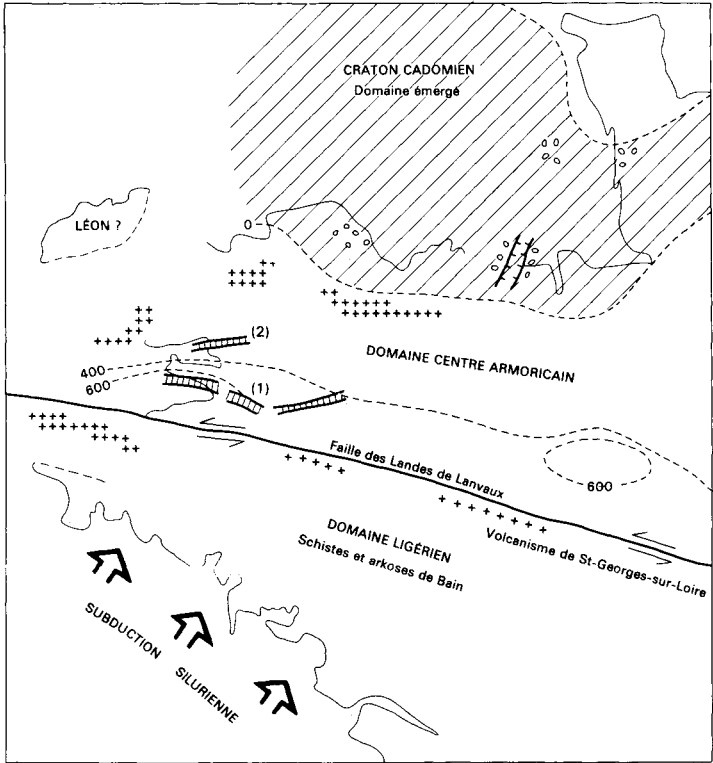 CRATON CADOMIEN
Domaine émergé
LÉON ?
0
(2)
DOMAINE CENTRE ARMORICAIN
400
600
(1)
Faille des Landes de Lanvaux
600
DOMAINE LIGÉRIEN
Schistes et arkoses de Bain
Volcanisme de St-Georges-sur-Loire
SUBDUCTION SILURIENNE